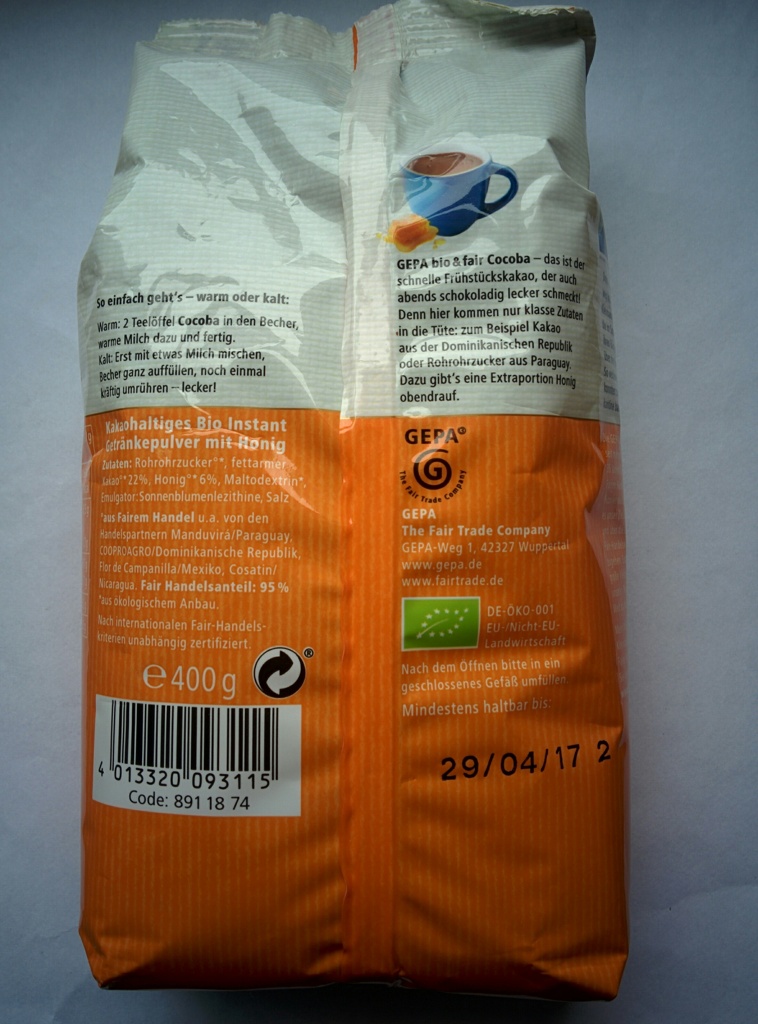 So einfach geht's – warm oder kalt:
Warm: 2 Teelöffel Cocoba in den Becher,
warme Milch dazu und fertig.
Kalt: Erst mit etwas Milch mischen,
Becher ganz auffüllen, noch einmal
kräftig umrühren – lecker!
Kakaohaltiges Bio Instant
Getränkepulver mit Honig
Zutaten: Rohrohrzucker°*, fettarmer
Kakao°*22%, Honig°*6%, Maltodextrin*,
Emulgator: Sonnenblumenlezithine, Salz
°aus Fairem Handel u.a. von den
Handelspartnern Manduvirá/Paraguay,
COOPROAGRO/Dominikanische Republik,
Flor de Campanilla/Mexiko, Cosatin/
Nicaragua. Fair Handelsanteil: 95 %
*aus ökologischem Anbau.
Nach internationalen Fair-Handels-
kriterien unabhängig zertifiziert.
℮ 400 g ®
4 013320 093115
Code: 891 18 74
GEPA bio & fair Cocoba – das ist der
schnelle Frühstückskakao, der auch
abends schokoladig lecker schmeckt!
Denn hier kommen nur klasse Zutaten
in die Tüte: zum Beispiel Kakao
aus der Dominikanischen Republik
oder Rohrohrzucker aus Paraguay.
Dazu gibt's eine Extraportion Honig
obendrauf.
GEPA®
The Fair Trade Company
GEPA
The Fair Trade Company
GEPA-Weg 1, 42327 Wuppertal
www.gepa.de
www.fairtrade.de
DE-ÖKO-001
EU-/Nicht-EU-
Landwirtschaft
Nach dem Öffnen bitte in ein
geschlossenes Gefäß umfüllen.
Mindestens haltbar bis:
29/04/17 2